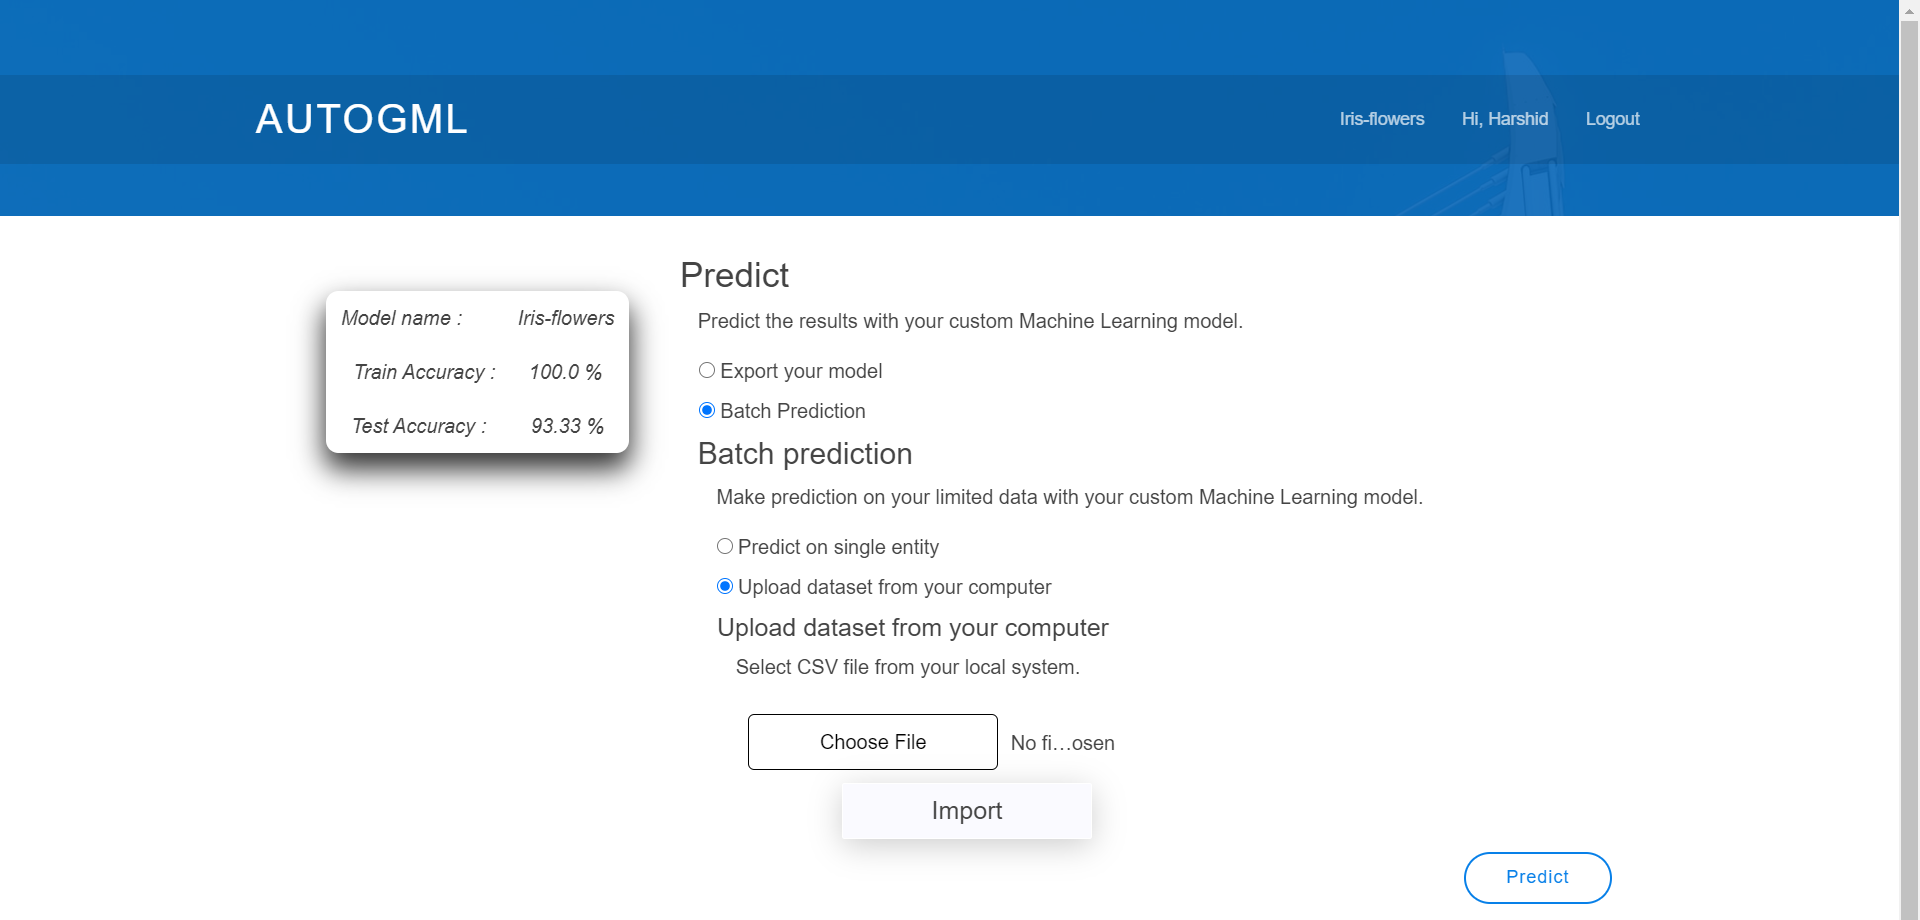 AUTOGML
Iris-flowers Hi, Harshid Logout
Model name : Iris-flowers
Train Accuracy : 100.0 %
Test Accuracy : 93.33 %
Predict
Predict the results with your custom Machine Learning model.
Export your model
Batch Prediction
Batch prediction
Make prediction on your limited data with your custom Machine Learning model.
Predict on single entity
Upload dataset from your computer
Upload dataset from your computer
Select CSV file from your local system.
Choose File No fi…osen
Import
Predict